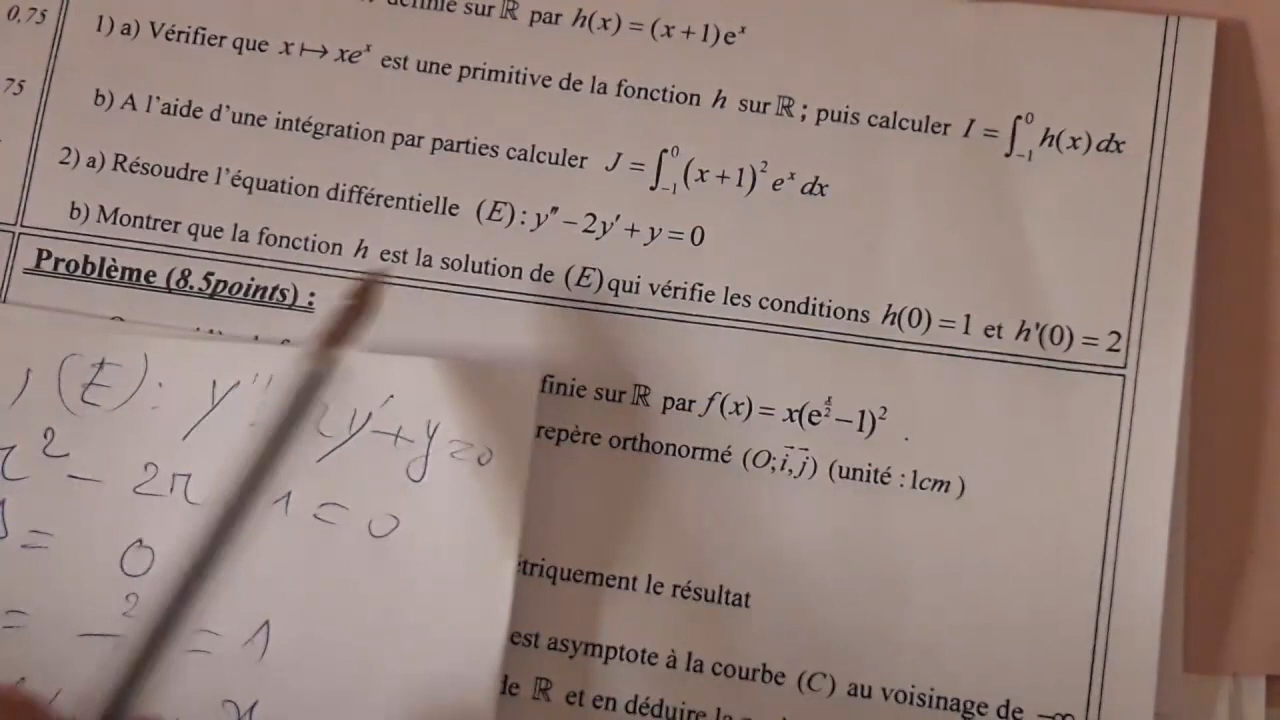 0,75
définie sur ℝ par h(x) = (x+1)eˣ
1) a) Vérifier que x ↦ xeˣ est une primitive de la fonction h sur ℝ ; puis calculer I = ∫₋₁⁰ h(x) dx
75
b) A l'aide d'une intégration par parties calculer J = ∫₋₁⁰ (x+1)² eˣ dx
2) a) Résoudre l'équation différentielle (E) : y″ − 2y′ + y = 0
b) Montrer que la fonction h est la solution de (E) qui vérifie les conditions h(0) = 1 et h'(0) = 2
Problème (8.5points) :
finie sur ℝ par f(x) = x(e^{x/2} − 1)² .
repère orthonormé (O; i, j) (unité : 1cm )
triquement le résultat
est asymptote à la courbe (C) au voisinage de −∞
de ℝ et en déduire
(E): y″ 2y′+y=0
r² − 2r 1 = 0
= 0
= 2 = 1